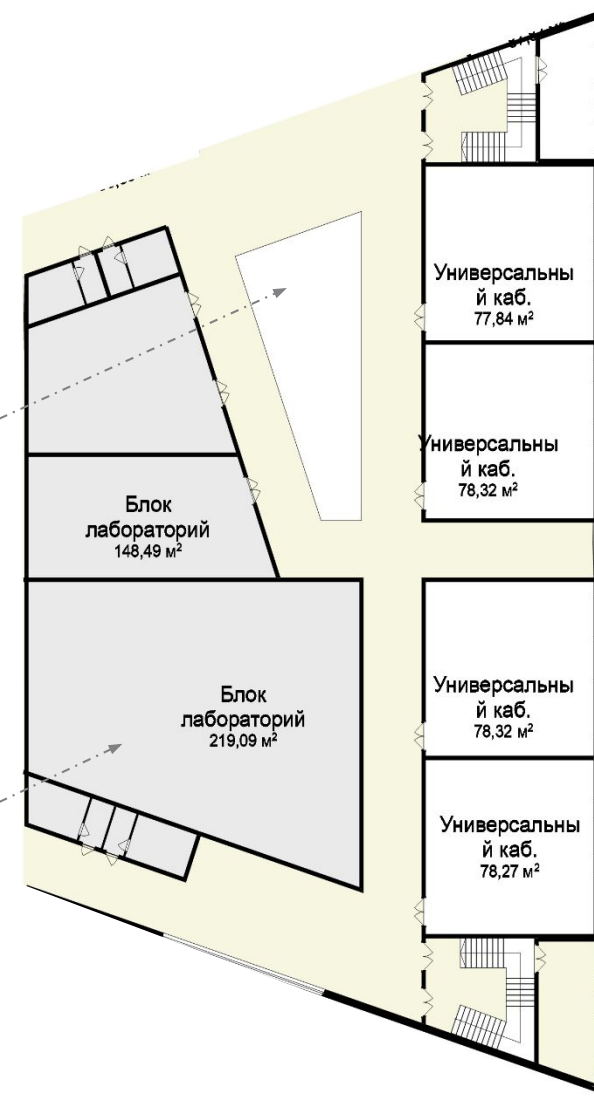 Универсальны
й каб.
77,84 м²
Универсальны
й каб.
78,32 м²
Блок
лабораторий
148,49 м²
Блок
лабораторий
219,09 м²
Универсальны
й каб.
78,32 м²
Универсальны
й каб.
78,27 м²